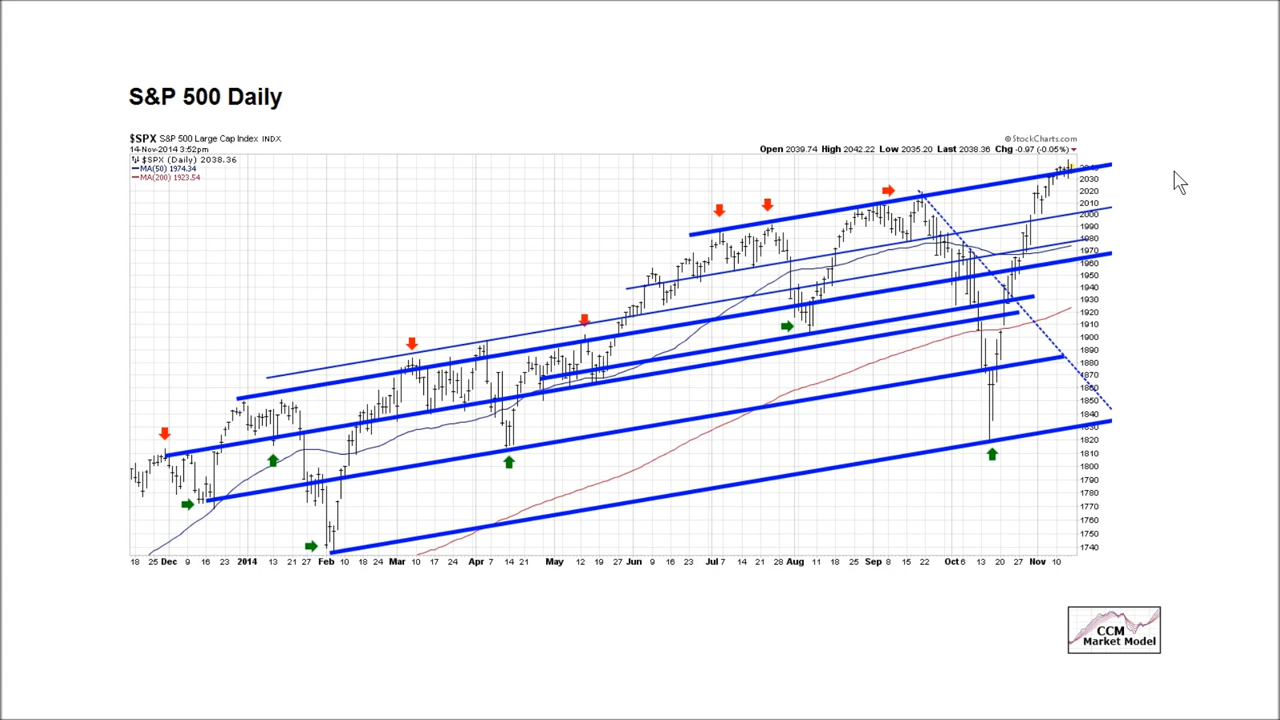 S&P 500 Daily
$SPX S&P 500 Large Cap Index INDX
© StockCharts.com
14-Nov-2014 3:52pm
Open 2039.74 High 2042.22 Low 2035.20 Last 2038.36 Chg -0.97 (-0.05%)
$SPX (Daily) 2038.36
MA(50) 1974.34
MA(200) 1923.54
2030
2020
2010
2000
1990
1980
1970
1960
1950
1940
1930
1920
1910
1900
1890
1880
1870
1860
1850
1840
1830
1820
1810
1800
1790
1780
1770
1760
1750
1740
18 25 Dec 9 16 23 2014 13 21 27 Feb 10 18 24 Mar 10 17 24 Apr 7 14 21 May 12 19 27 Jun 9 16 23 Jul 7 14 21 28 Aug 11 18 25 Sep 8 15 22 Oct 6 13 20 27 Nov 10
CCM
Market Model